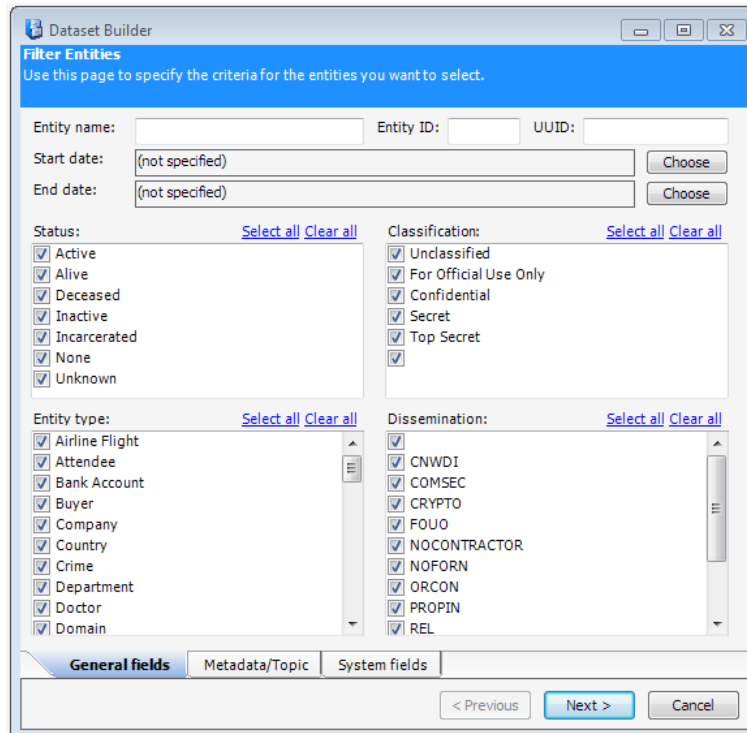 Dataset Builder
Filter Entities
Use this page to specify the criteria for the entities you want to select.
Entity name: Entity ID: UUID:
Start date: (not specified) Choose
End date: (not specified) Choose
Status: Select all Clear all
Active
Alive
Deceased
Inactive
Incarcerated
None
Unknown
Classification: Select all Clear all
Unclassified
For Official Use Only
Confidential
Secret
Top Secret
Entity type: Select all Clear all
Airline Flight
Attendee
Bank Account
Buyer
Company
Country
Crime
Department
Doctor
Domain
Dissemination: Select all Clear all
CNWDI
COMSEC
CRYPTO
FOUO
NOCONTRACTOR
NOFORN
ORCON
PROPIN
REL
General fields Metadata/Topic System fields
< Previous Next > Cancel